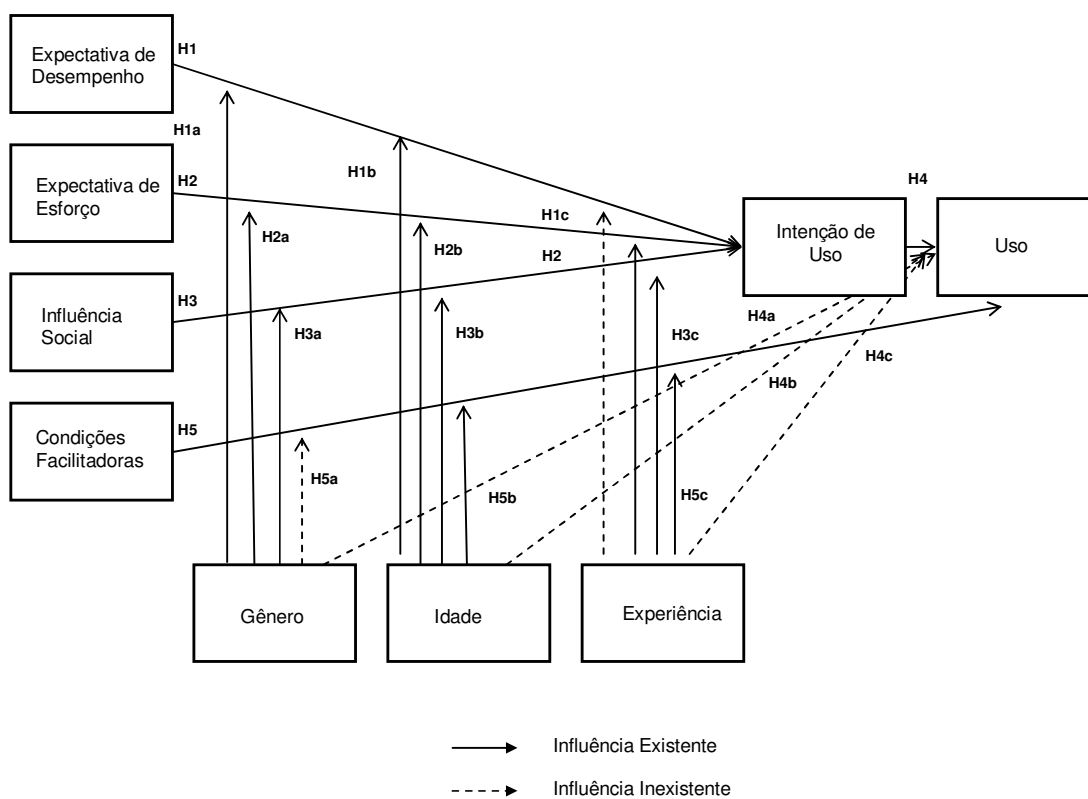 Expectativa de
Desempenho
H1
H1a
Expectativa de
Esforço
H2
H1b
H4
H2a
H2b
H1c
H2
Intenção de
Uso
Uso
Influência
Social
H3
H3a
H3b
H3c
H4a
H4b
H4c
Condições
Facilitadoras
H5
H5a
H5b
H5c
Gênero
Idade
Experiência
Influência Existente
Influência Inexistente